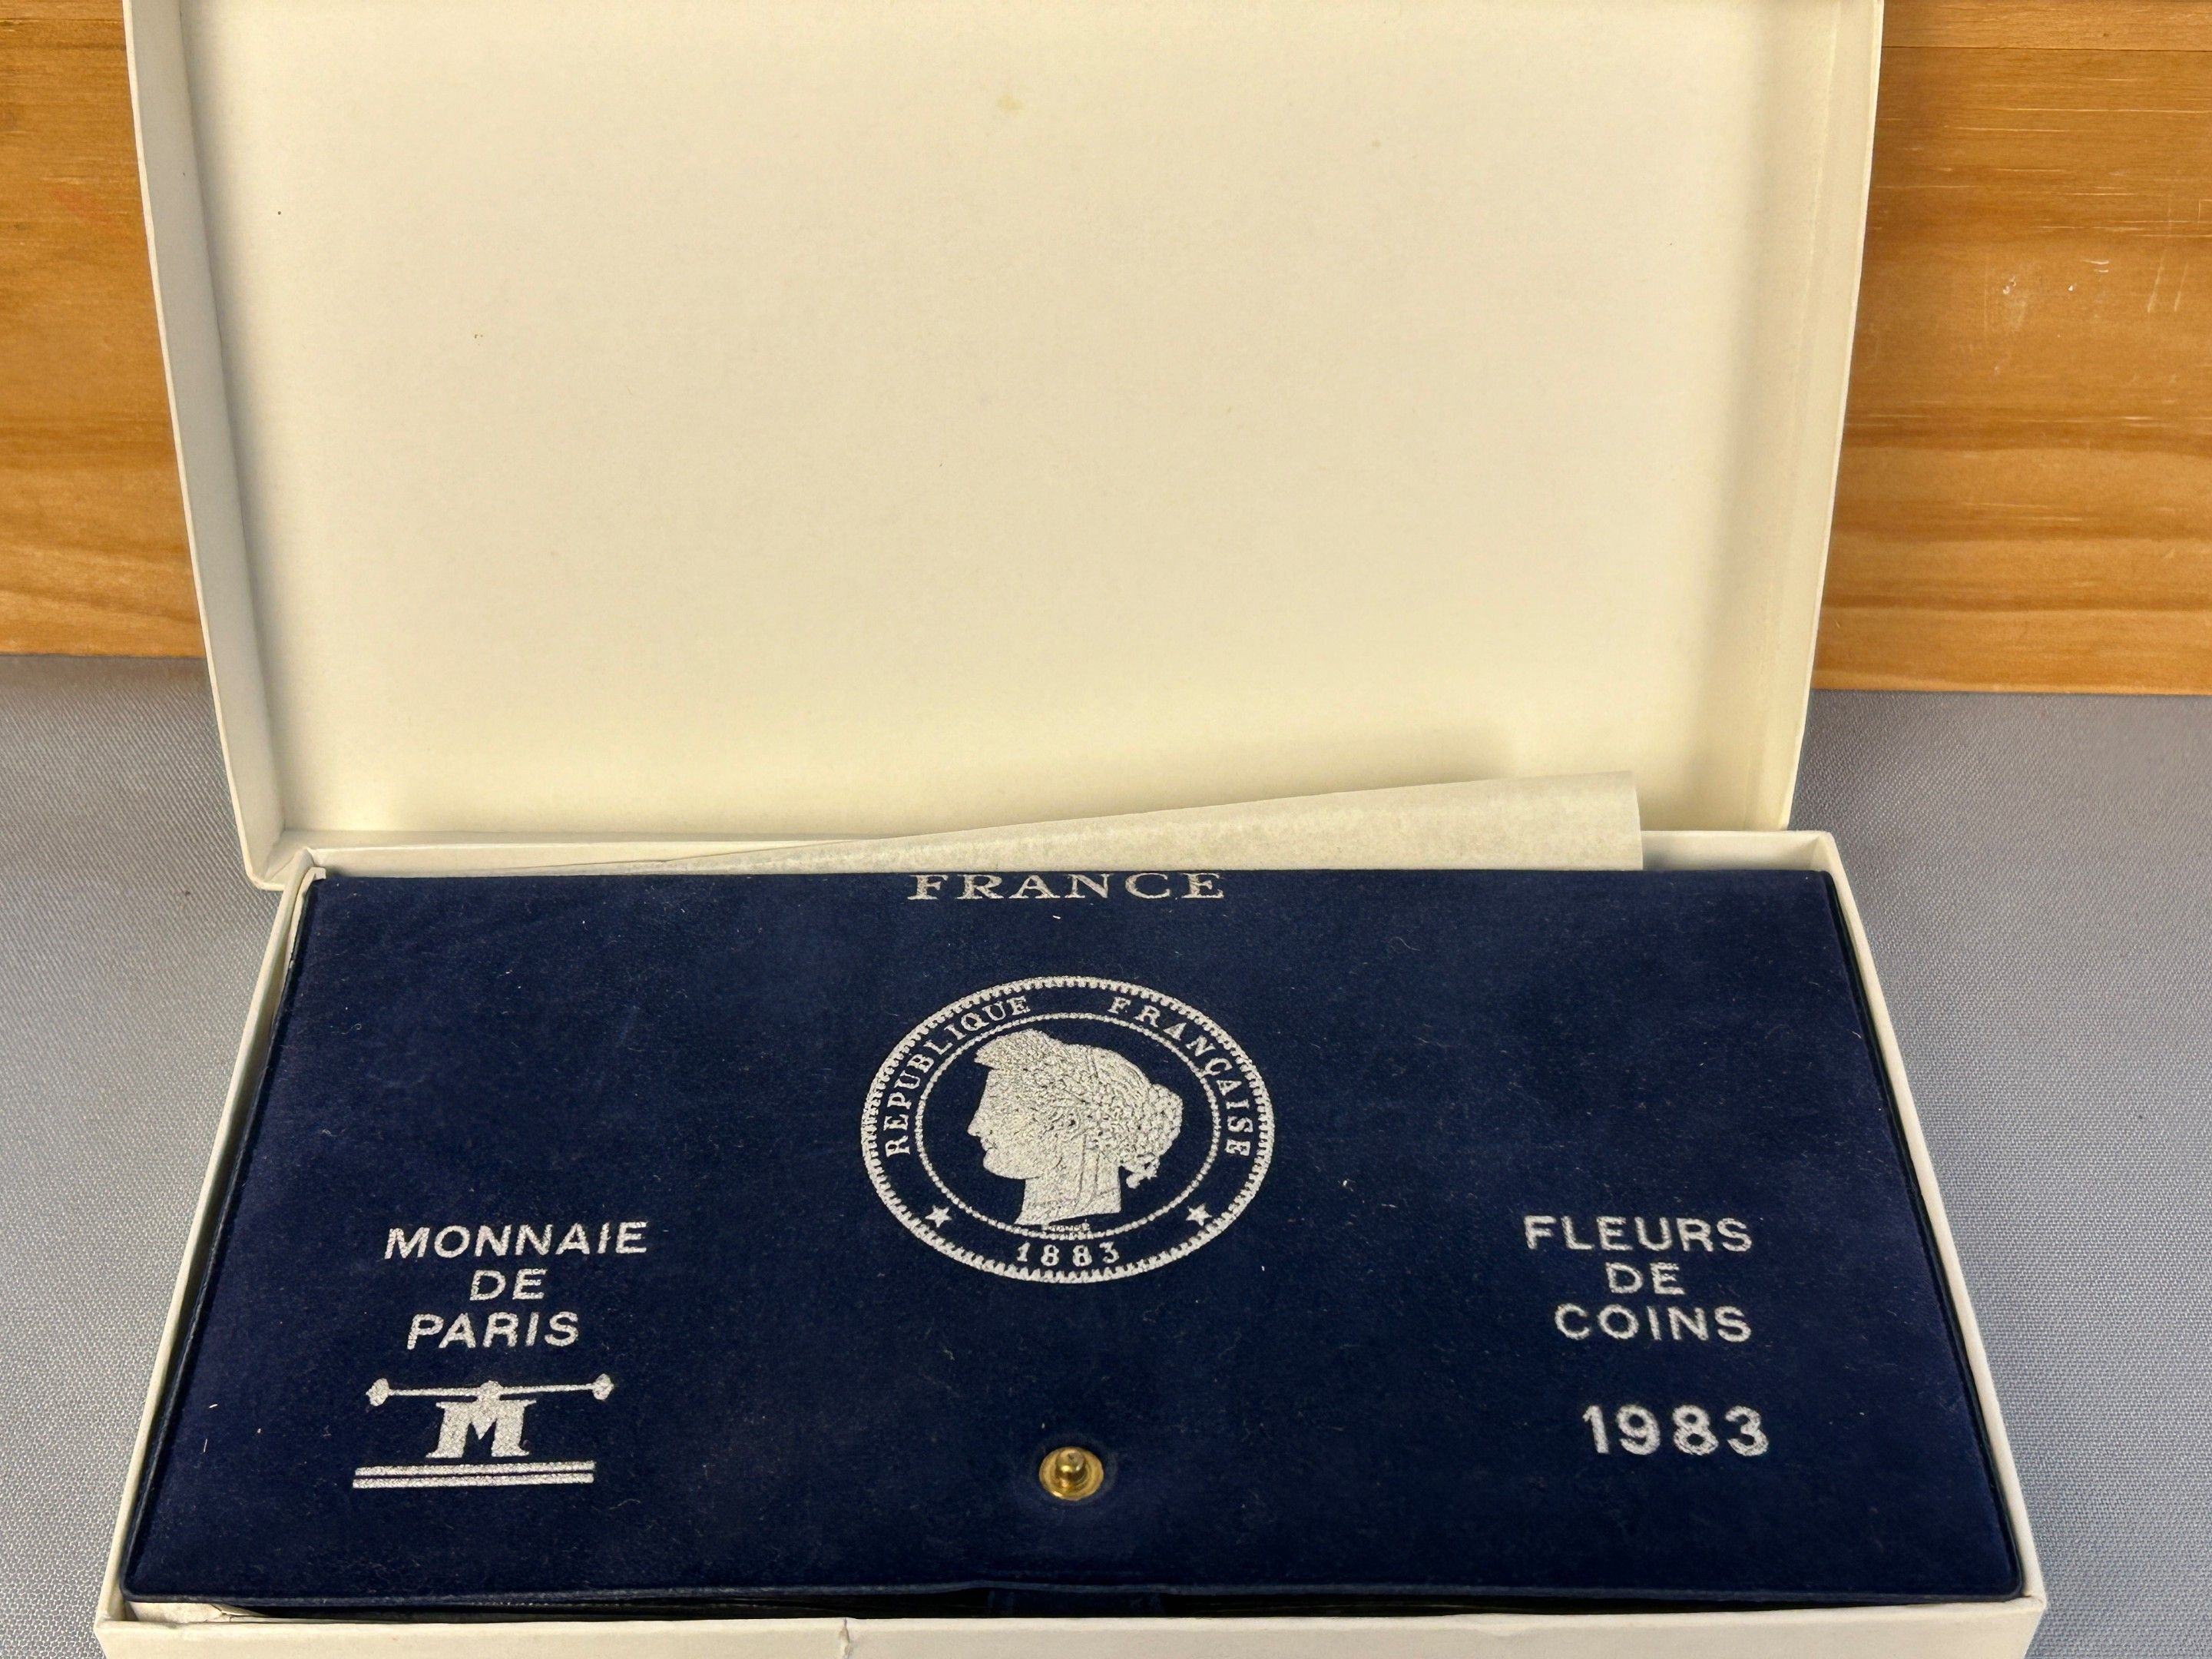 FRANCE
REPUBLIQUE FRANÇAISE
1883
MONNAIE
DE
PARIS
M
FLEURS
DE
COINS
1983